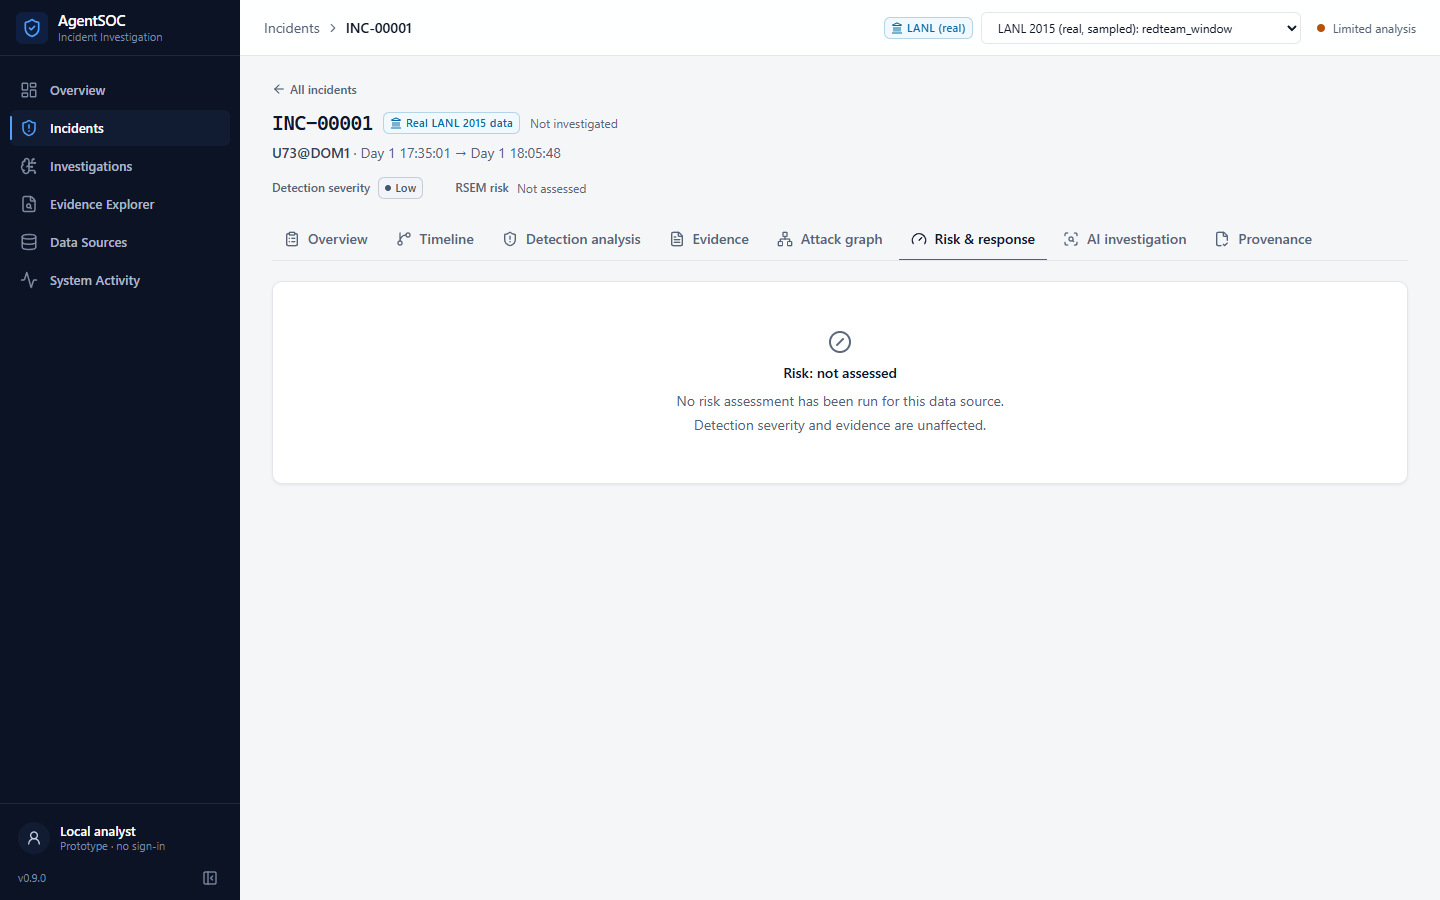 AgentSOC
Incident Investigation
Overview
Incidents
Investigations
Evidence Explorer
Data Sources
System Activity
Local analyst
Prototype · no sign-in
v0.9.0
Incidents > INC-00001
LANL (real)
LANL 2015 (real, sampled): redteam_window
Limited analysis
← All incidents
INC-00001 Real LANL 2015 data Not investigated
U73@DOM1 · Day 1 17:35:01 → Day 1 18:05:48
Detection severity Low RSEM risk Not assessed
Overview Timeline Detection analysis Evidence Attack graph Risk & response AI investigation Provenance
Risk: not assessed
No risk assessment has been run for this data source.
Detection severity and evidence are unaffected.